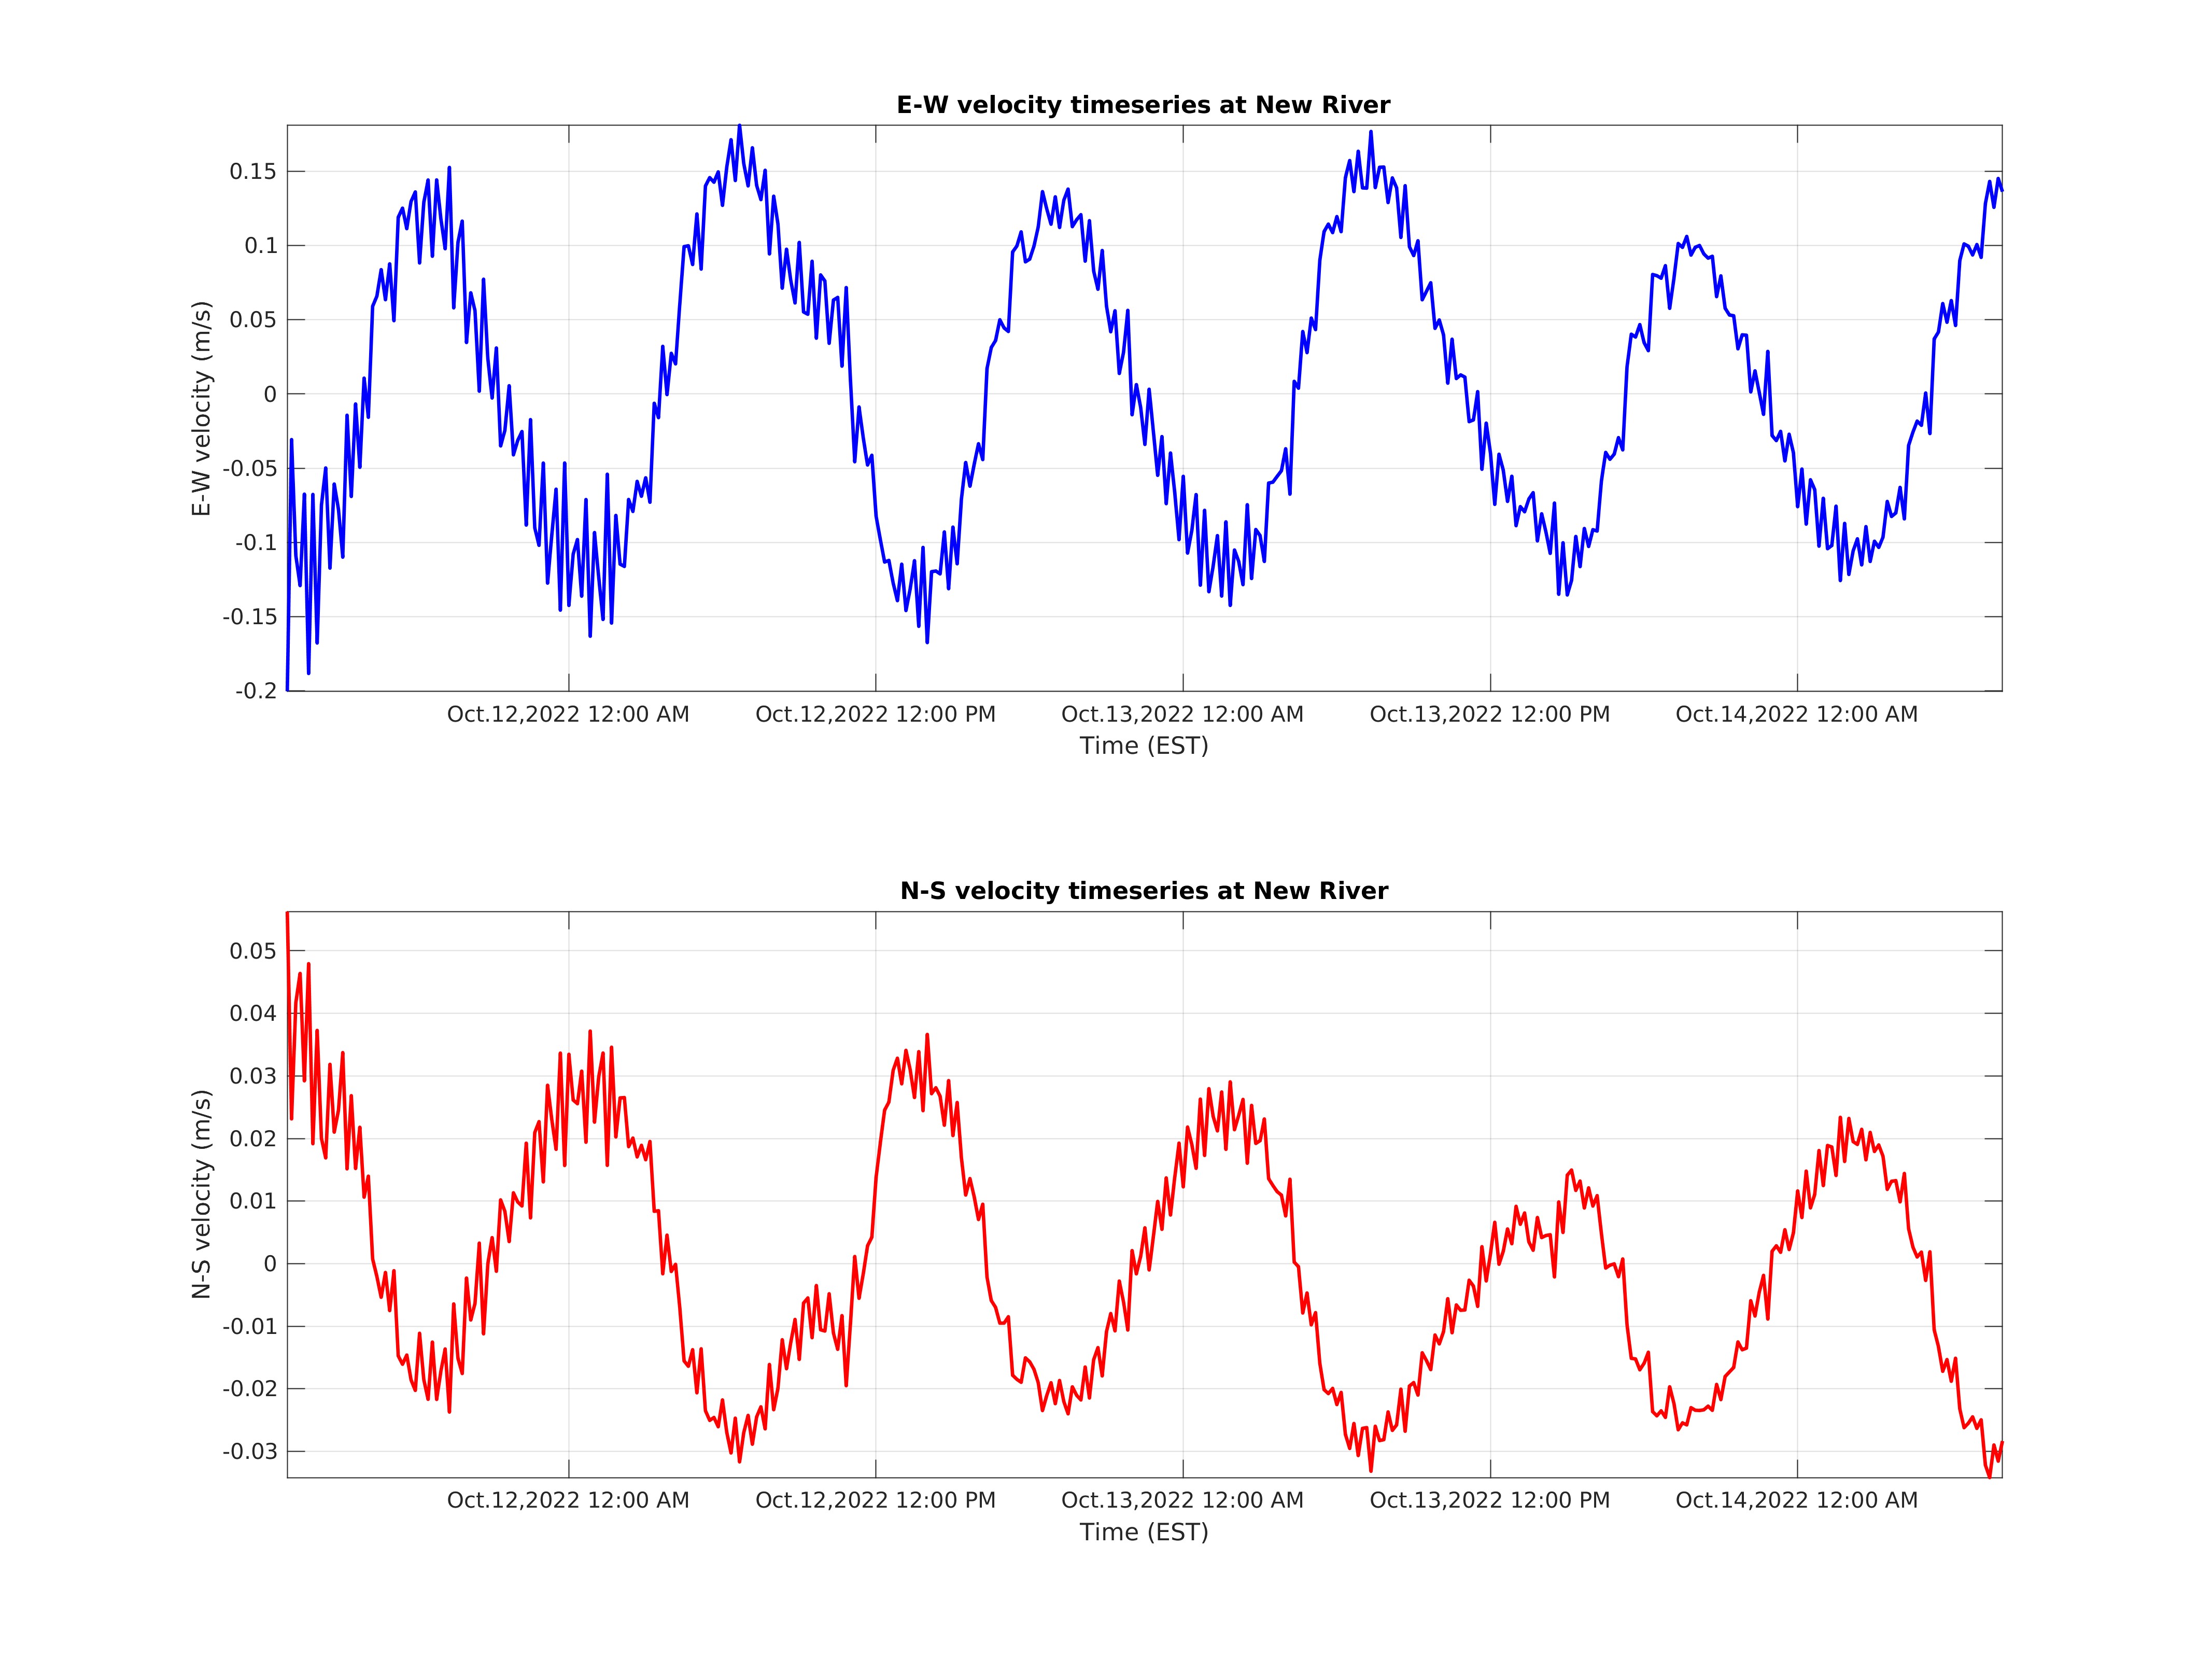 E-W velocity timeseries at New River
E-W velocity (m/s)
0.15
0.1
0.05
0
-0.05
-0.1
-0.15
-0.2
Oct.12,2022 12:00 AM
Oct.12,2022 12:00 PM
Oct.13,2022 12:00 AM
Oct.13,2022 12:00 PM
Oct.14,2022 12:00 AM
Time (EST)
N-S velocity timeseries at New River
N-S velocity (m/s)
0.05
0.04
0.03
0.02
0.01
0
-0.01
-0.02
-0.03
Oct.12,2022 12:00 AM
Oct.12,2022 12:00 PM
Oct.13,2022 12:00 AM
Oct.13,2022 12:00 PM
Oct.14,2022 12:00 AM
Time (EST)